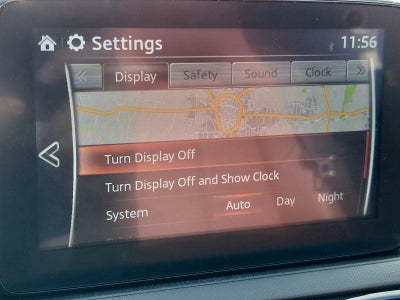 Settings 11:56
Display Safety Sound Clock
Turn Display Off
Turn Display Off and Show Clock
System Auto Day Night